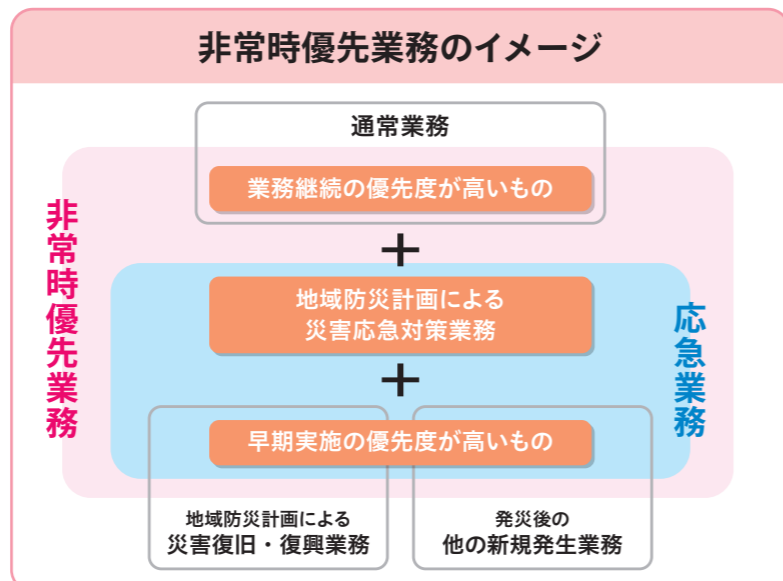 非常時優先業務のイメージ
通常業務
業務継続の優先度が高いもの
+
非常時優先業務
地域防災計画による
災害応急対策業務
応急業務
+
早期実施の優先度が高いもの
地域防災計画による
災害復旧・復興業務
発災後の
他の新規発生業務